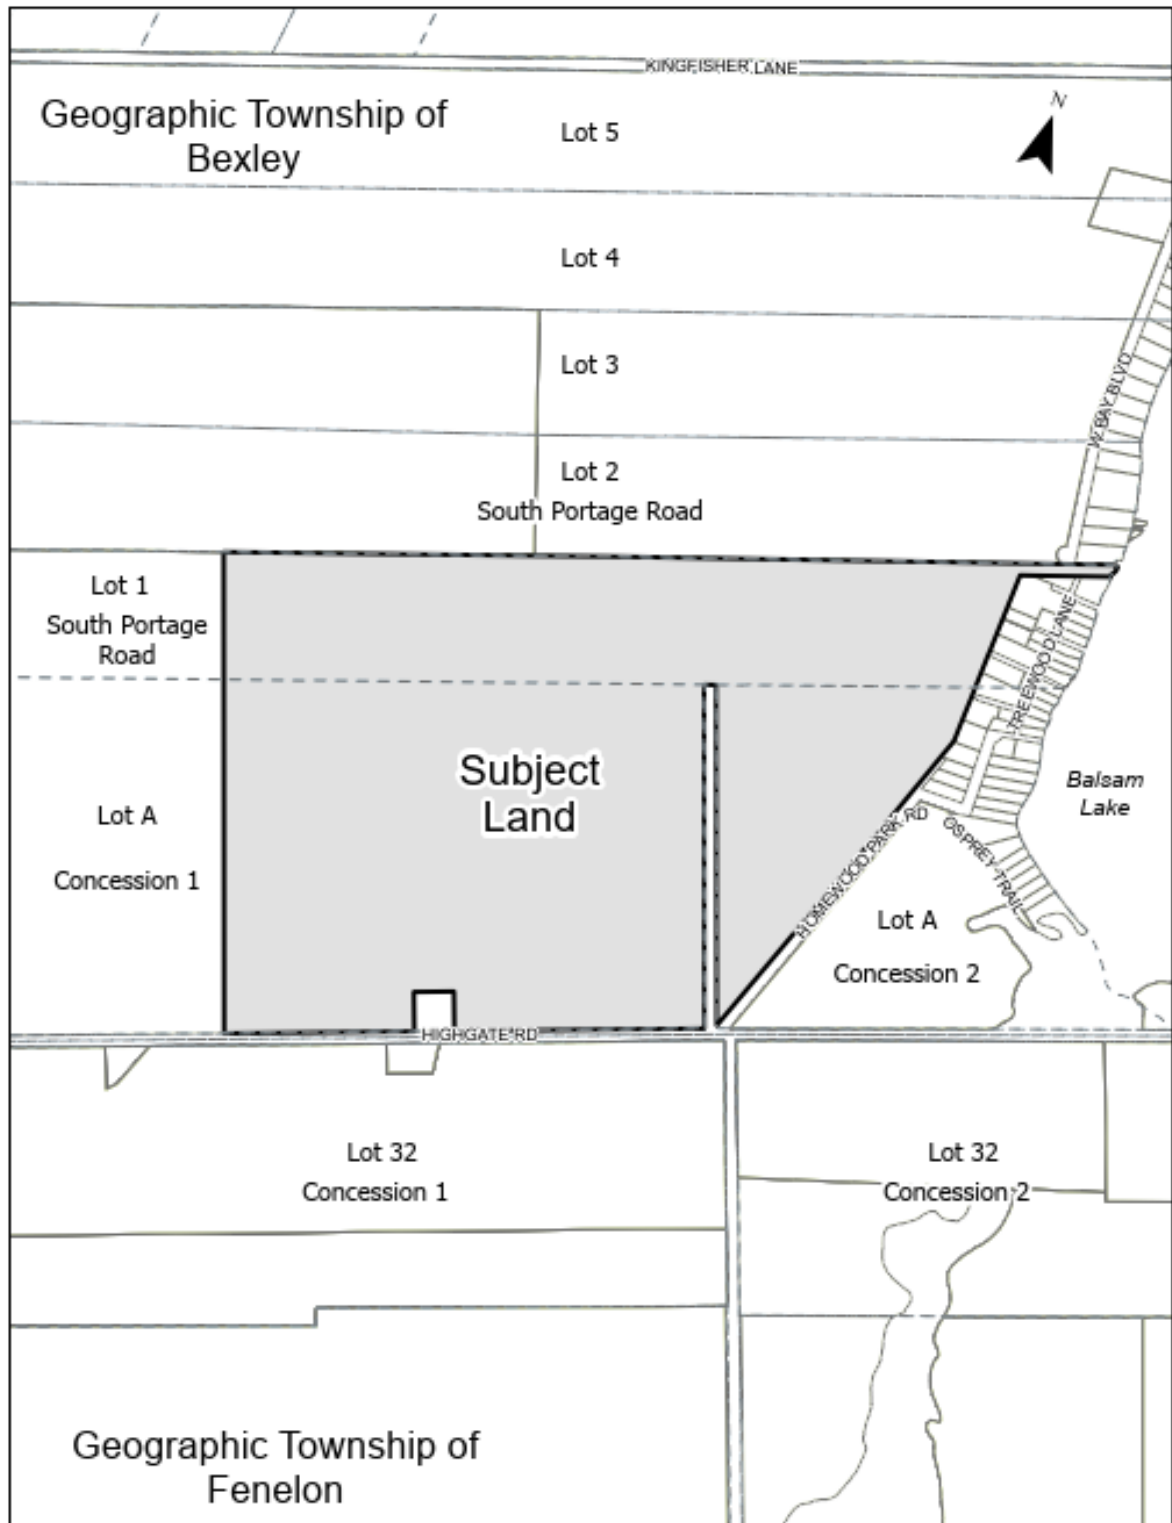 KINGFISHER LANE
Geographic Township of
Bexley
N
Lot 5
Lot 4
Lot 3
W BAY BLVD
Lot 2
South Portage Road
Lot 1
South Portage
Road
TREEWOOD LANE
Subject
Land
Balsam
Lake
Lot A
Concession 1
HOMEWOOD PARK RD
OSPREY TRAIL
Lot A
Concession 2
HIGHGATE RD
Lot 32
Concession 1
Lot 32
Concession 2
Geographic Township of
Fenelon